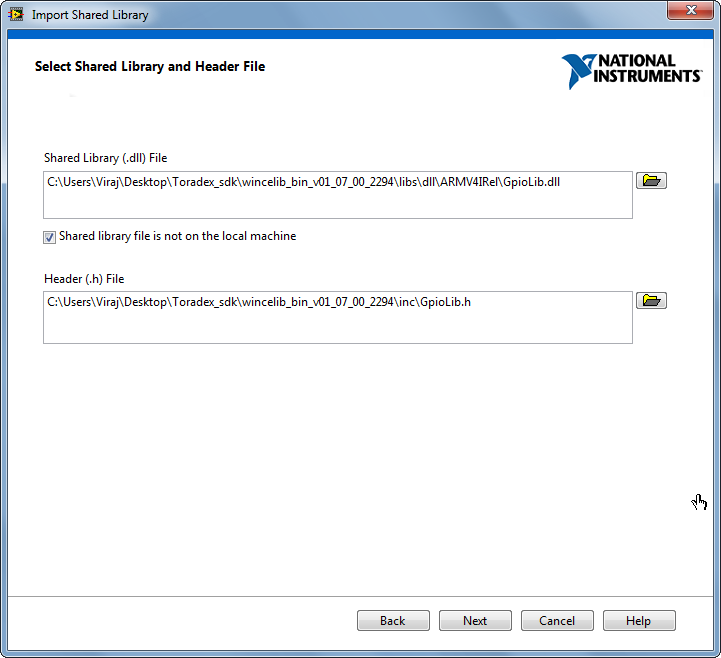 Import Shared Library
Select Shared Library and Header File
NATIONAL
INSTRUMENTS
Shared Library (.dll) File
C:\Users\Viraj\Desktop\Toradex_sdk\wincelib_bin_v01_07_00_2294\libs\dll\ARMV4IRel\GpioLib.dll
Shared library file is not on the local machine
Header (.h) File
C:\Users\Viraj\Desktop\Toradex_sdk\wincelib_bin_v01_07_00_2294\inc\GpioLib.h
Back Next Cancel Help